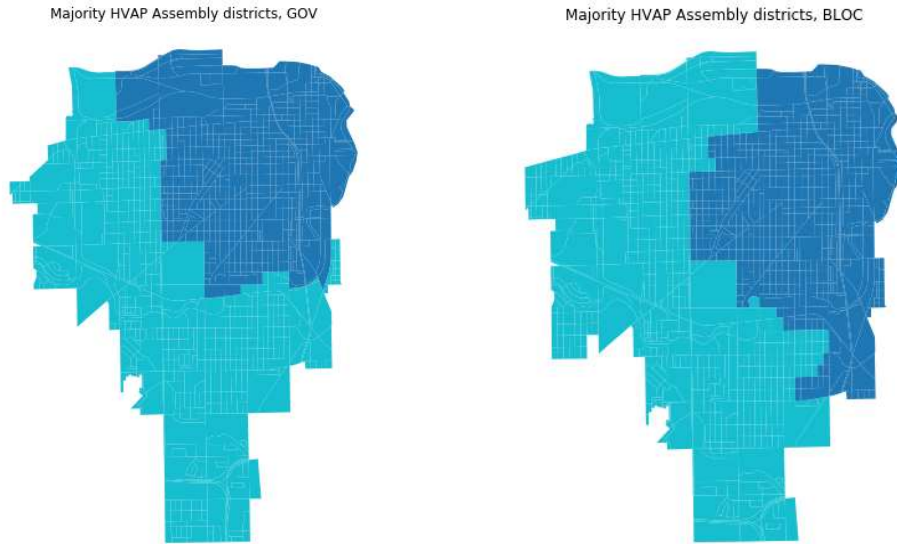 Majority HVAP Assembly districts, GOV
Majority HVAP Assembly districts, BLOC